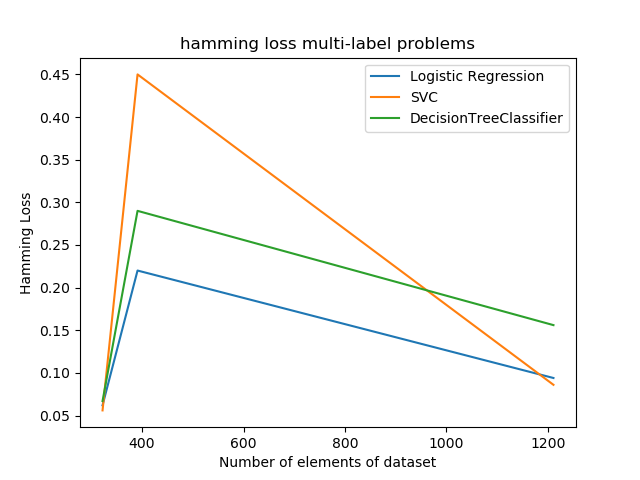 hamming loss multi-label problems
Logistic Regression
SVC
DecisionTreeClassifier
Hamming Loss
0.45
0.40
0.35
0.30
0.25
0.20
0.15
0.10
0.05
400 600 800 1000 1200
Number of elements of dataset